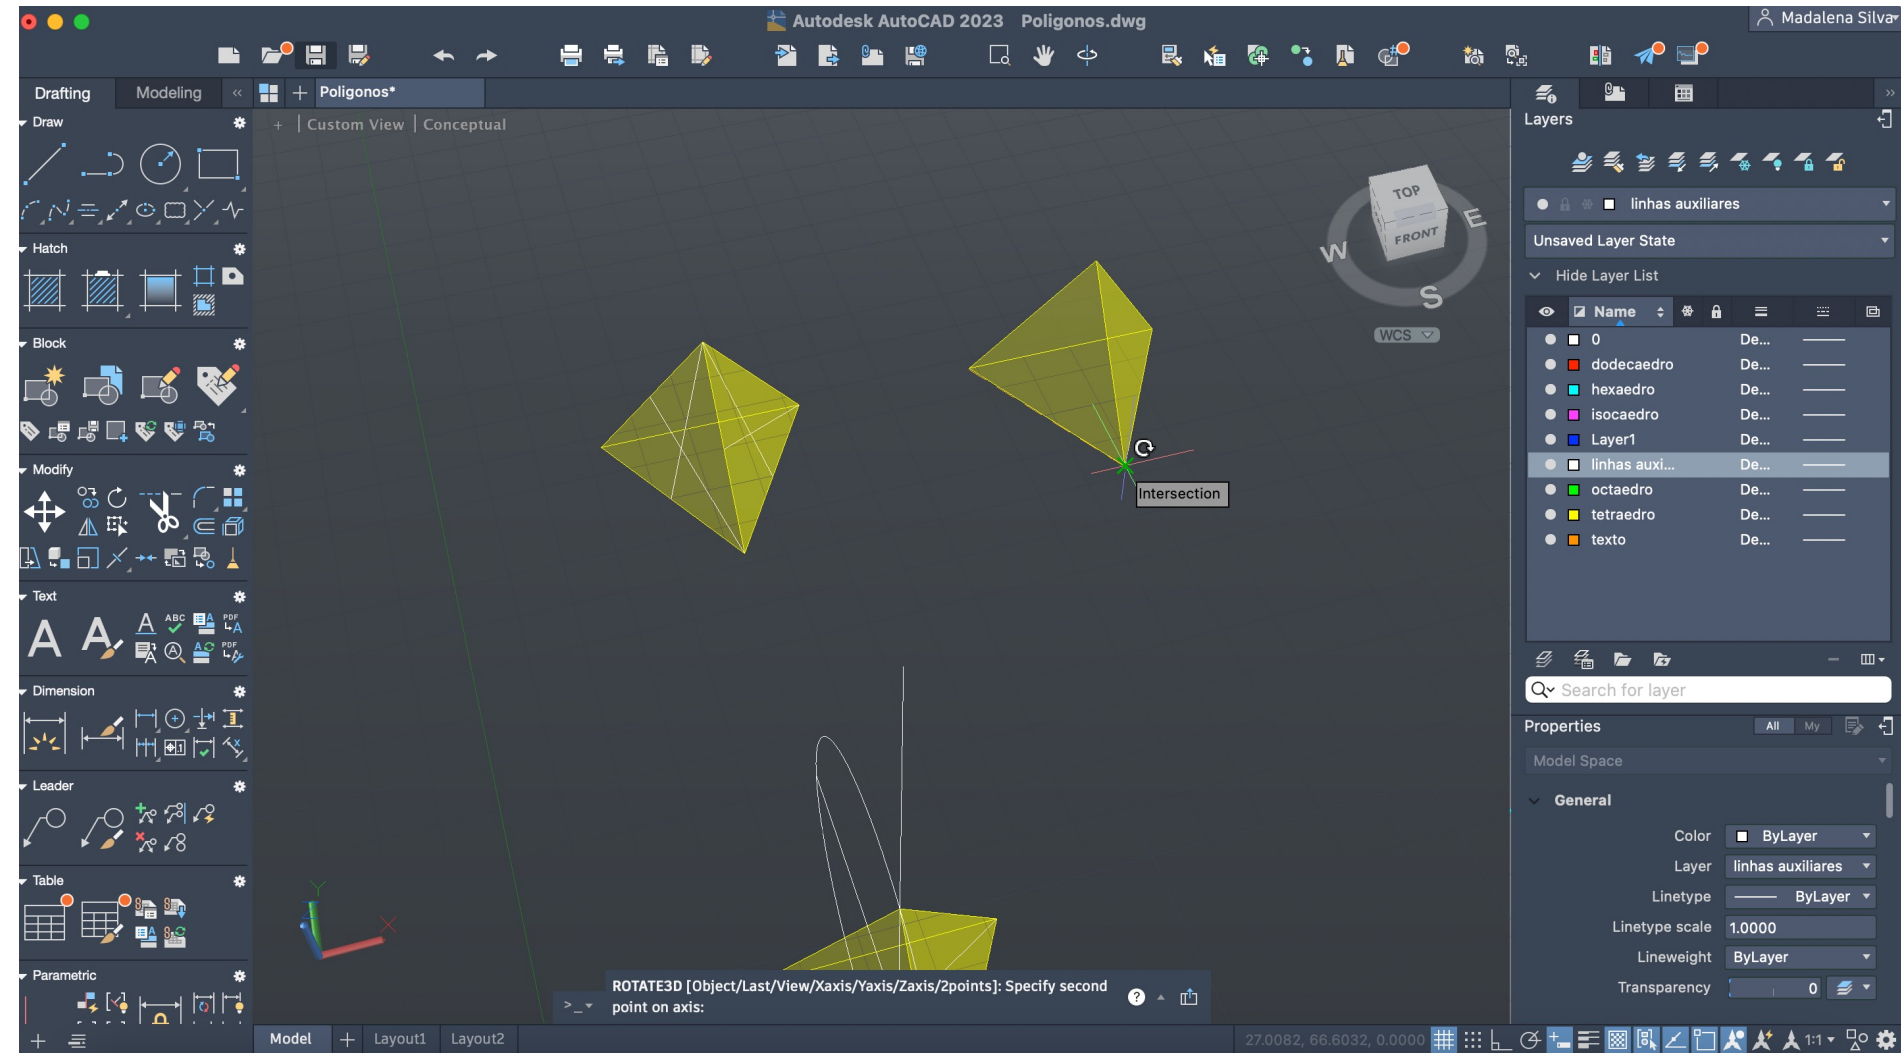 Autodesk AutoCAD 2023 Poligonos.dwg
Madalena Silva
Drafting Modeling
Poligonos*
Draw
+ | Custom View | Conceptual
Hatch
Block
Modify
Text
A A A ABC PDF
A PDF
Dimension
Leader
Table
Parametric
TOP
FRONT
W E S
WCS
Intersection
ROTATE3D [Object/Last/View/Xaxis/Yaxis/Zaxis/2points]: Specify second
point on axis:
Y X
Model + Layout1 Layout2
27.0082, 66.6032, 0.0000
1:1
Layers
linhas auxiliares
Unsaved Layer State
Hide Layer List
Name
0 De...
dodecaedro De...
hexaedro De...
isocaedro De...
Layer1 De...
linhas auxi... De...
octaedro De...
tetraedro De...
texto De...
Search for layer
Properties All My
Model Space
General
Color ByLayer
Layer linhas auxiliares
Linetype ByLayer
Linetype scale 1.0000
Lineweight ByLayer
Transparency 0